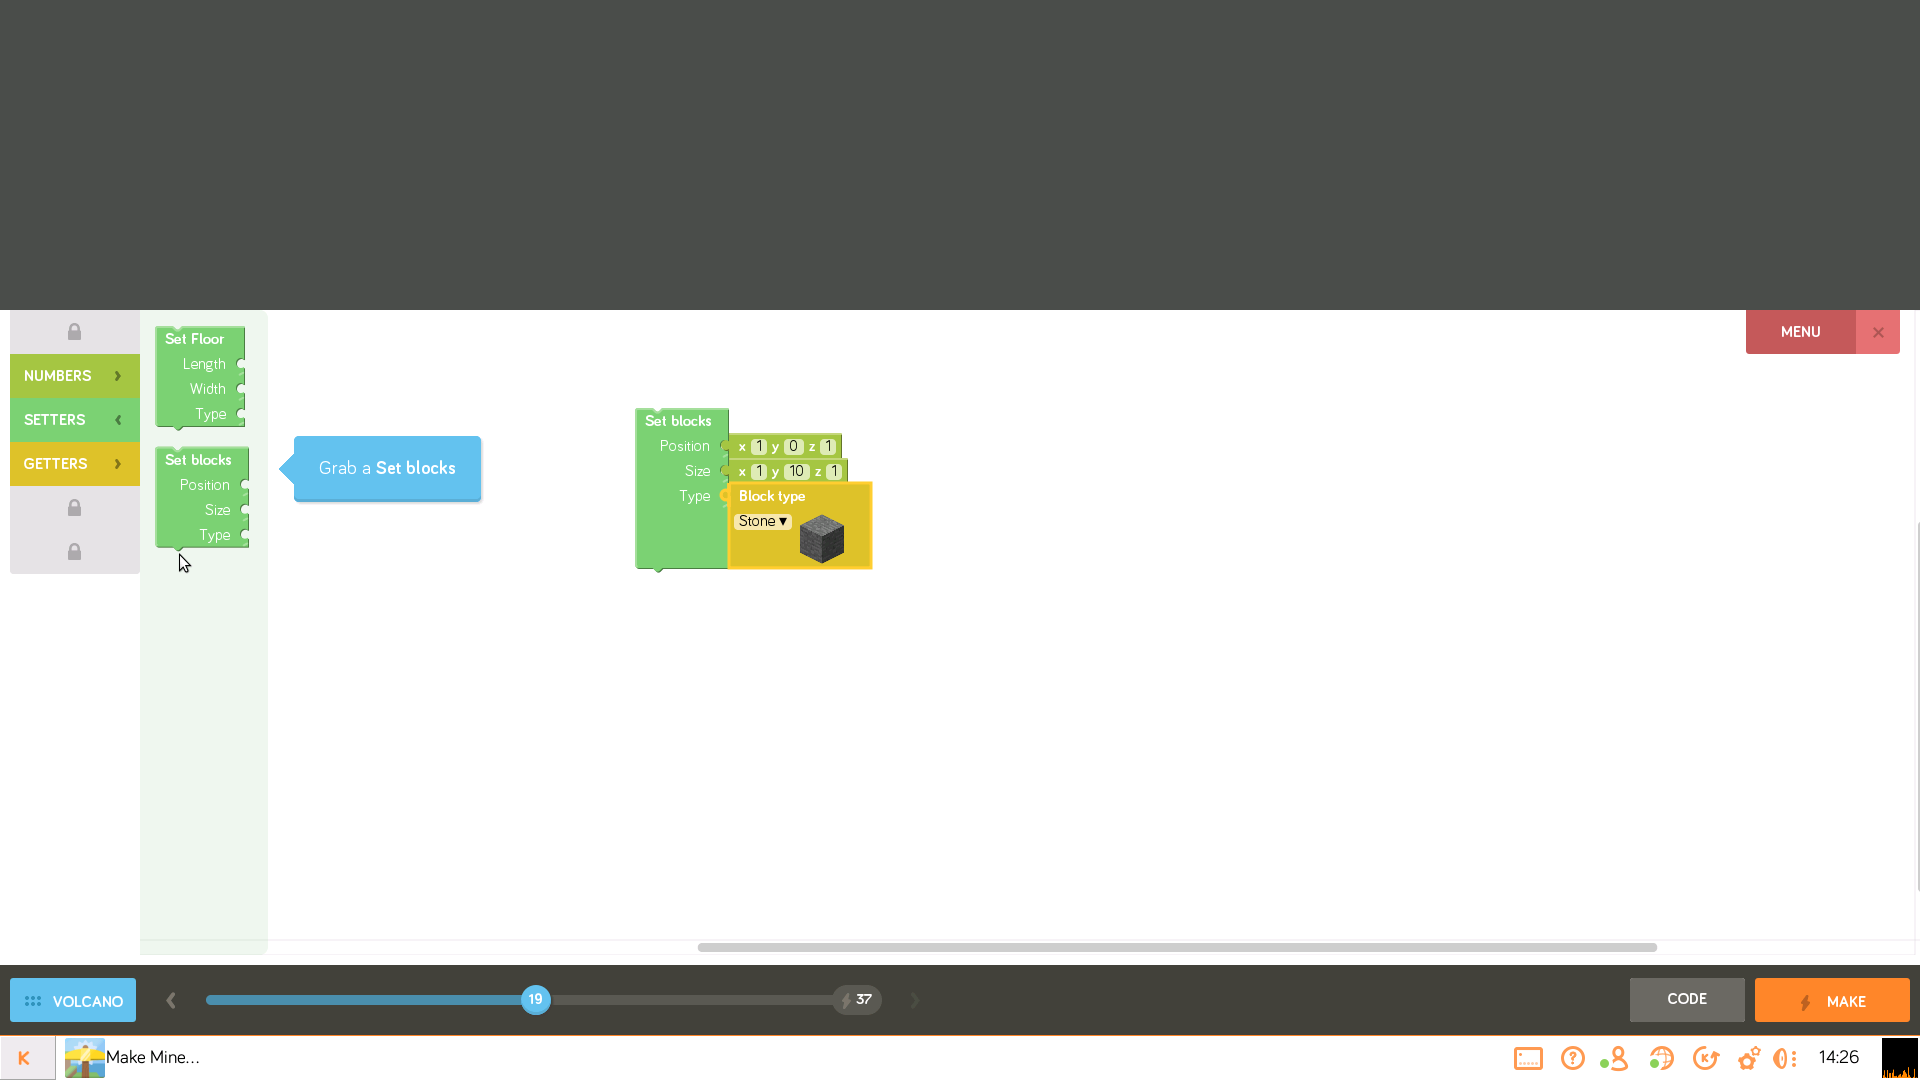 MENU
NUMBERS
SETTERS
GETTERS
Set Floor
Length
Width
Type
Set blocks
Position
Size
Type
Grab a Set blocks
Set blocks
Position x 1 y 0 z 1
Size x 1 y 10 z 1
Type Block type
Stone ▾
VOLCANO
19
37
CODE
MAKE
K
Make Mine...
14:26